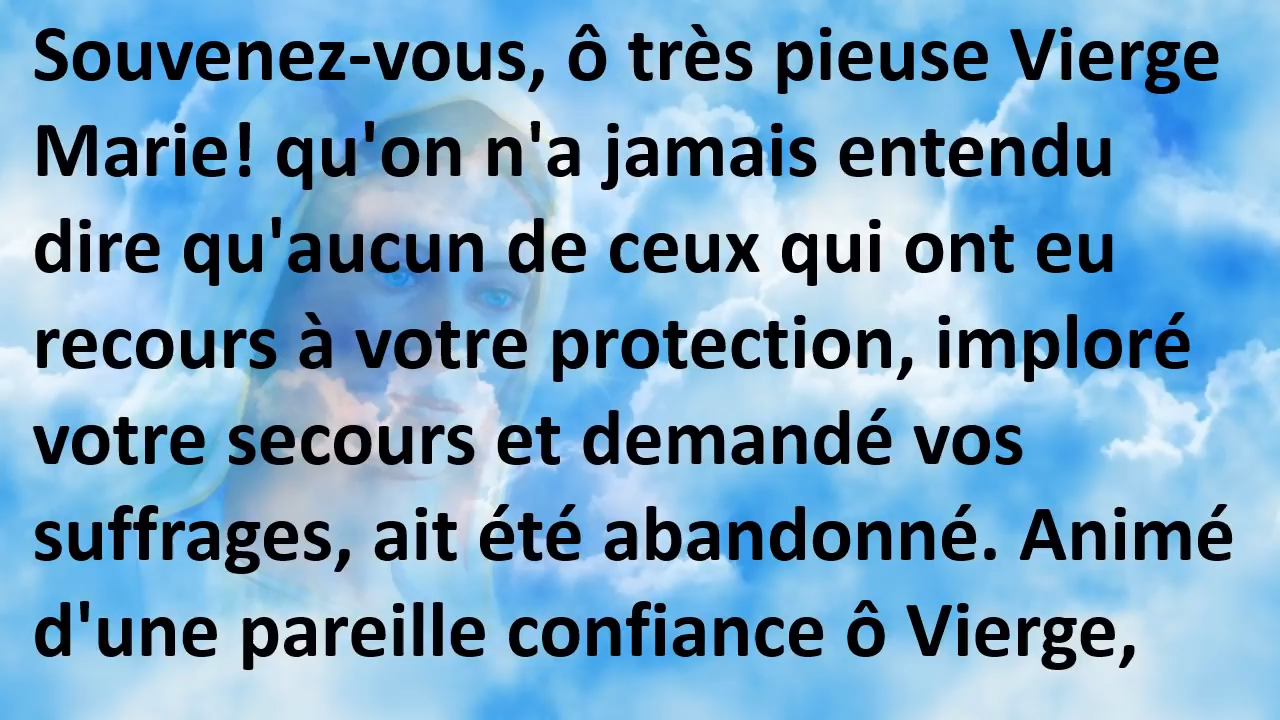 Souvenez-vous, ô très pieuse Vierge
Marie! qu'on n'a jamais entendu
dire qu'aucun de ceux qui ont eu
recours à votre protection, imploré
votre secours et demandé vos
suffrages, ait été abandonné. Animé
d'une pareille confiance ô Vierge,